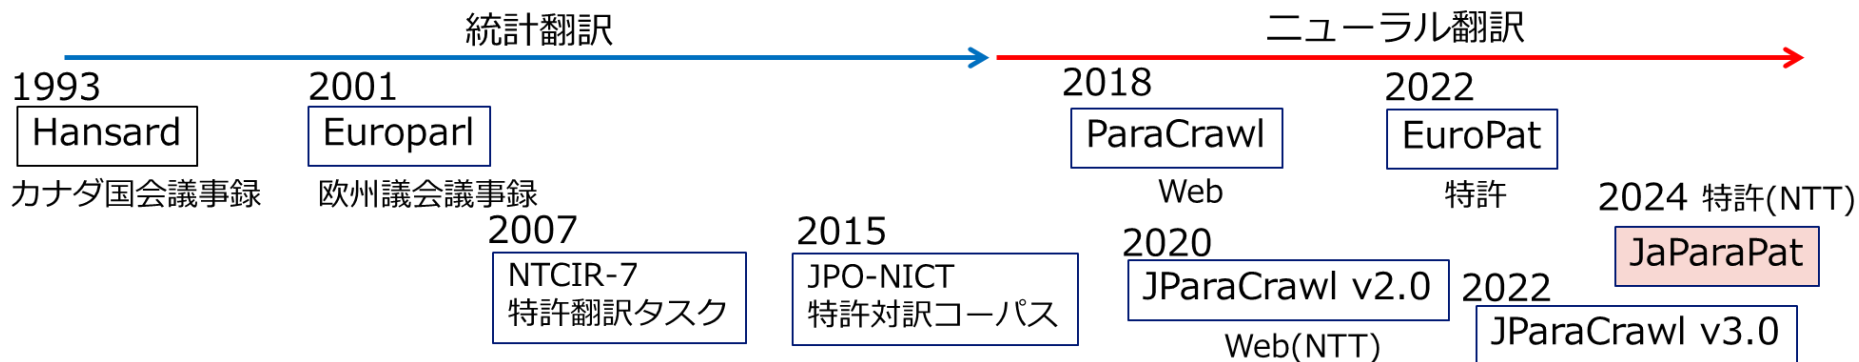 統計翻訳
ニューラル翻訳
1993
Hansard
カナダ国会議事録
2001
Europarl
欧州議会議事録
2007
NTCIR-7
特許翻訳タスク
2015
JPO-NICT
特許対訳コーパス
2018
ParaCrawl
Web
2020
JParaCrawl v2.0
Web(NTT)
2022
EuroPat
特許
2022
JParaCrawl v3.0
2024 特許(NTT)
JaParaPat